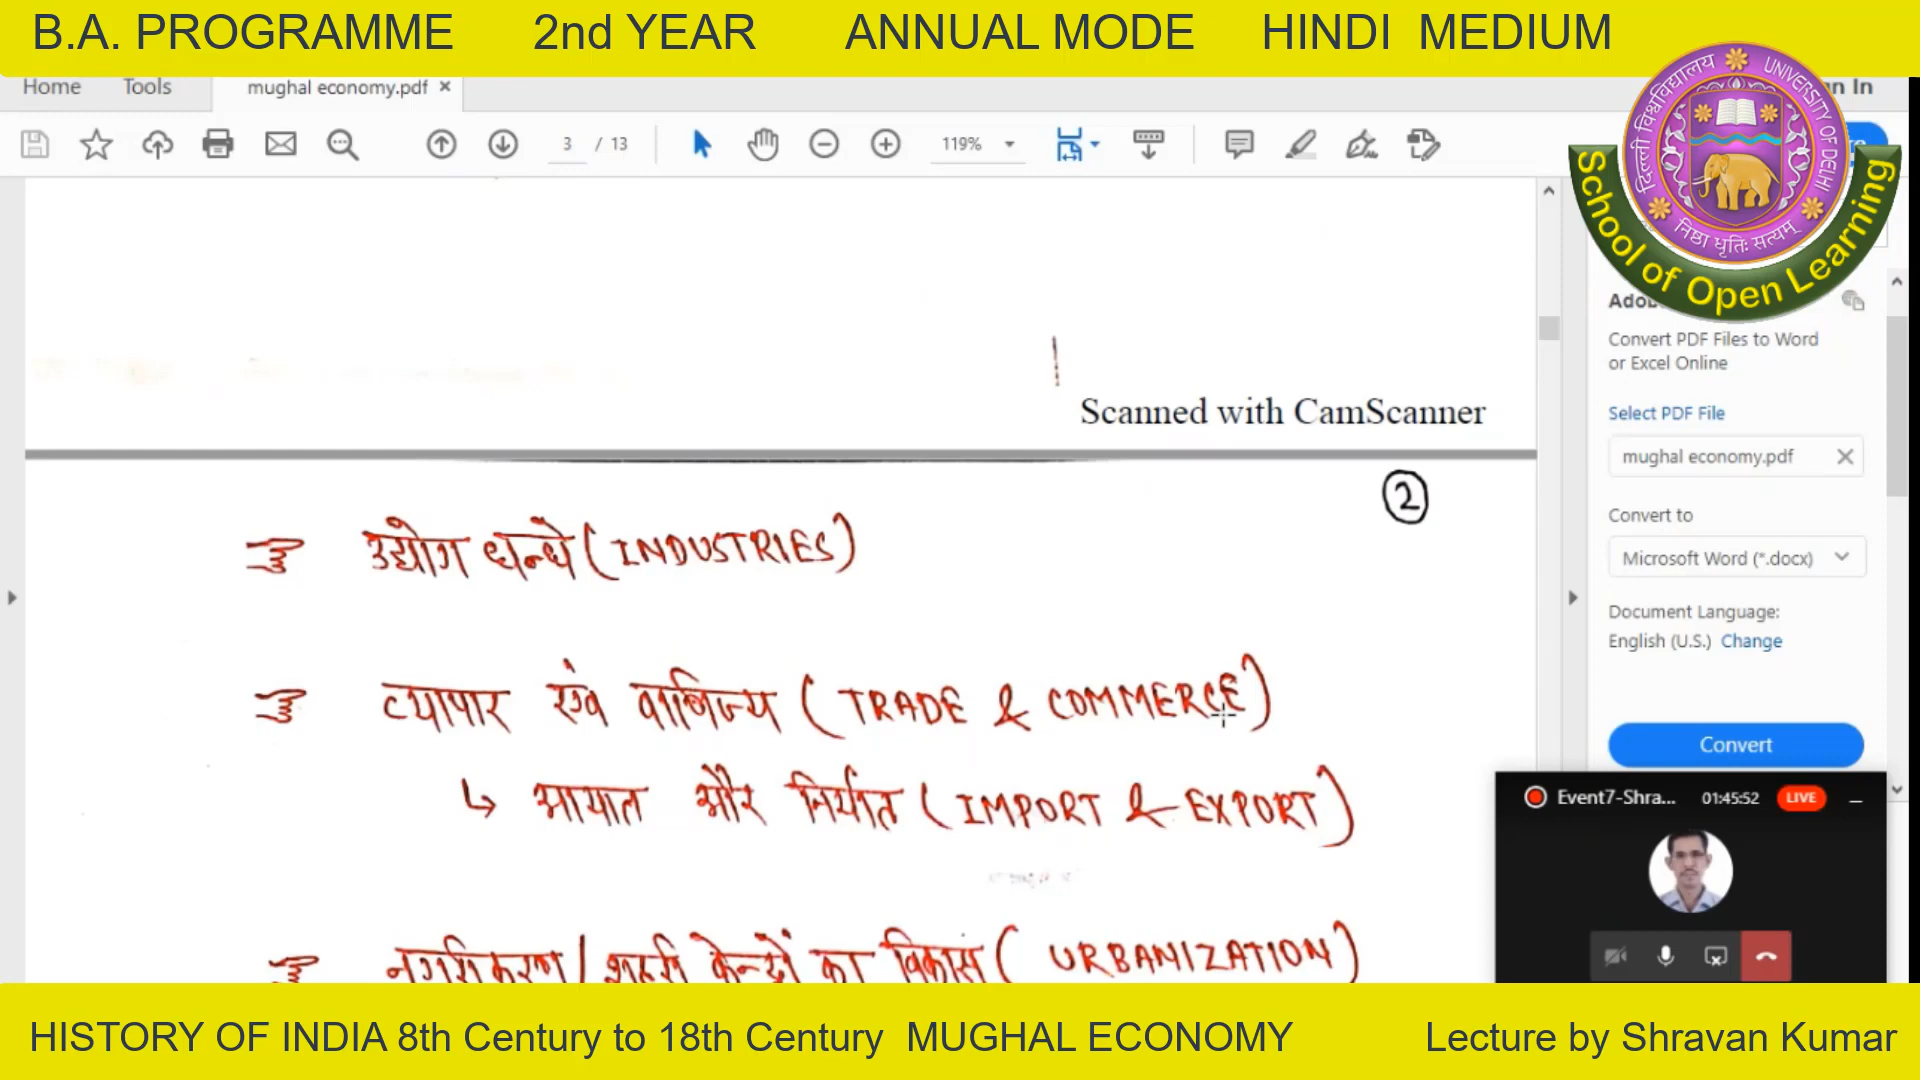 B.A. PROGRAMME 2nd YEAR ANNUAL MODE HINDI MEDIUM
Home Tools mughal economy.pdf × In
3 / 13 119%
दिल्ली विश्वविद्यालय UNIVERSITY OF DELHI
निष्ठा धृतिः सत्यम्
School of Open Learning
Scanned with CamScanner
2
उद्योग धन्धे (INDUSTRIES)
व्यापार एंव वाणिज्य (TRADE & COMMERCE)
↳ आयात और निर्यात (IMPORT & EXPORT)
नगरीकरण/शहरी केन्द्रों का विकास (URBANIZATION)
Convert PDF Files to Word
or Excel Online
Select PDF File
mughal economy.pdf
Convert to
Microsoft Word (*.docx)
Document Language:
English (U.S.) Change
Convert
Event7-Shra... 01:45:52 LIVE
HISTORY OF INDIA 8th Century to 18th Century MUGHAL ECONOMY Lecture by Shravan Kumar